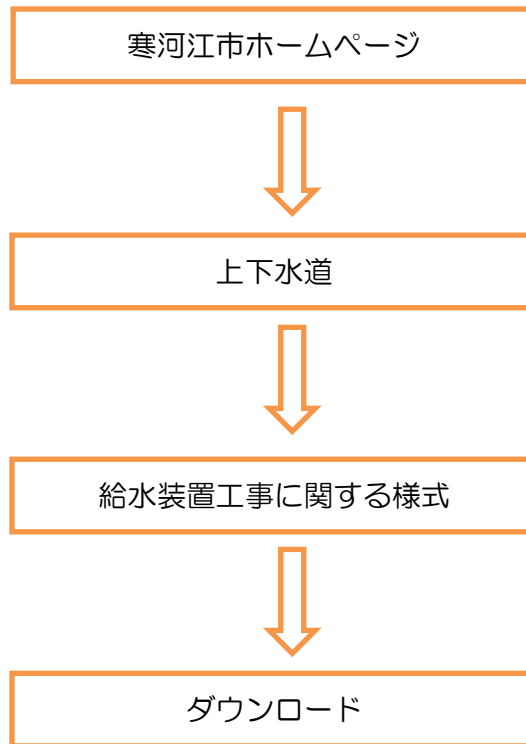 寒河江市ホームページ
上下水道
給水装置工事に関する様式
ダウンロード